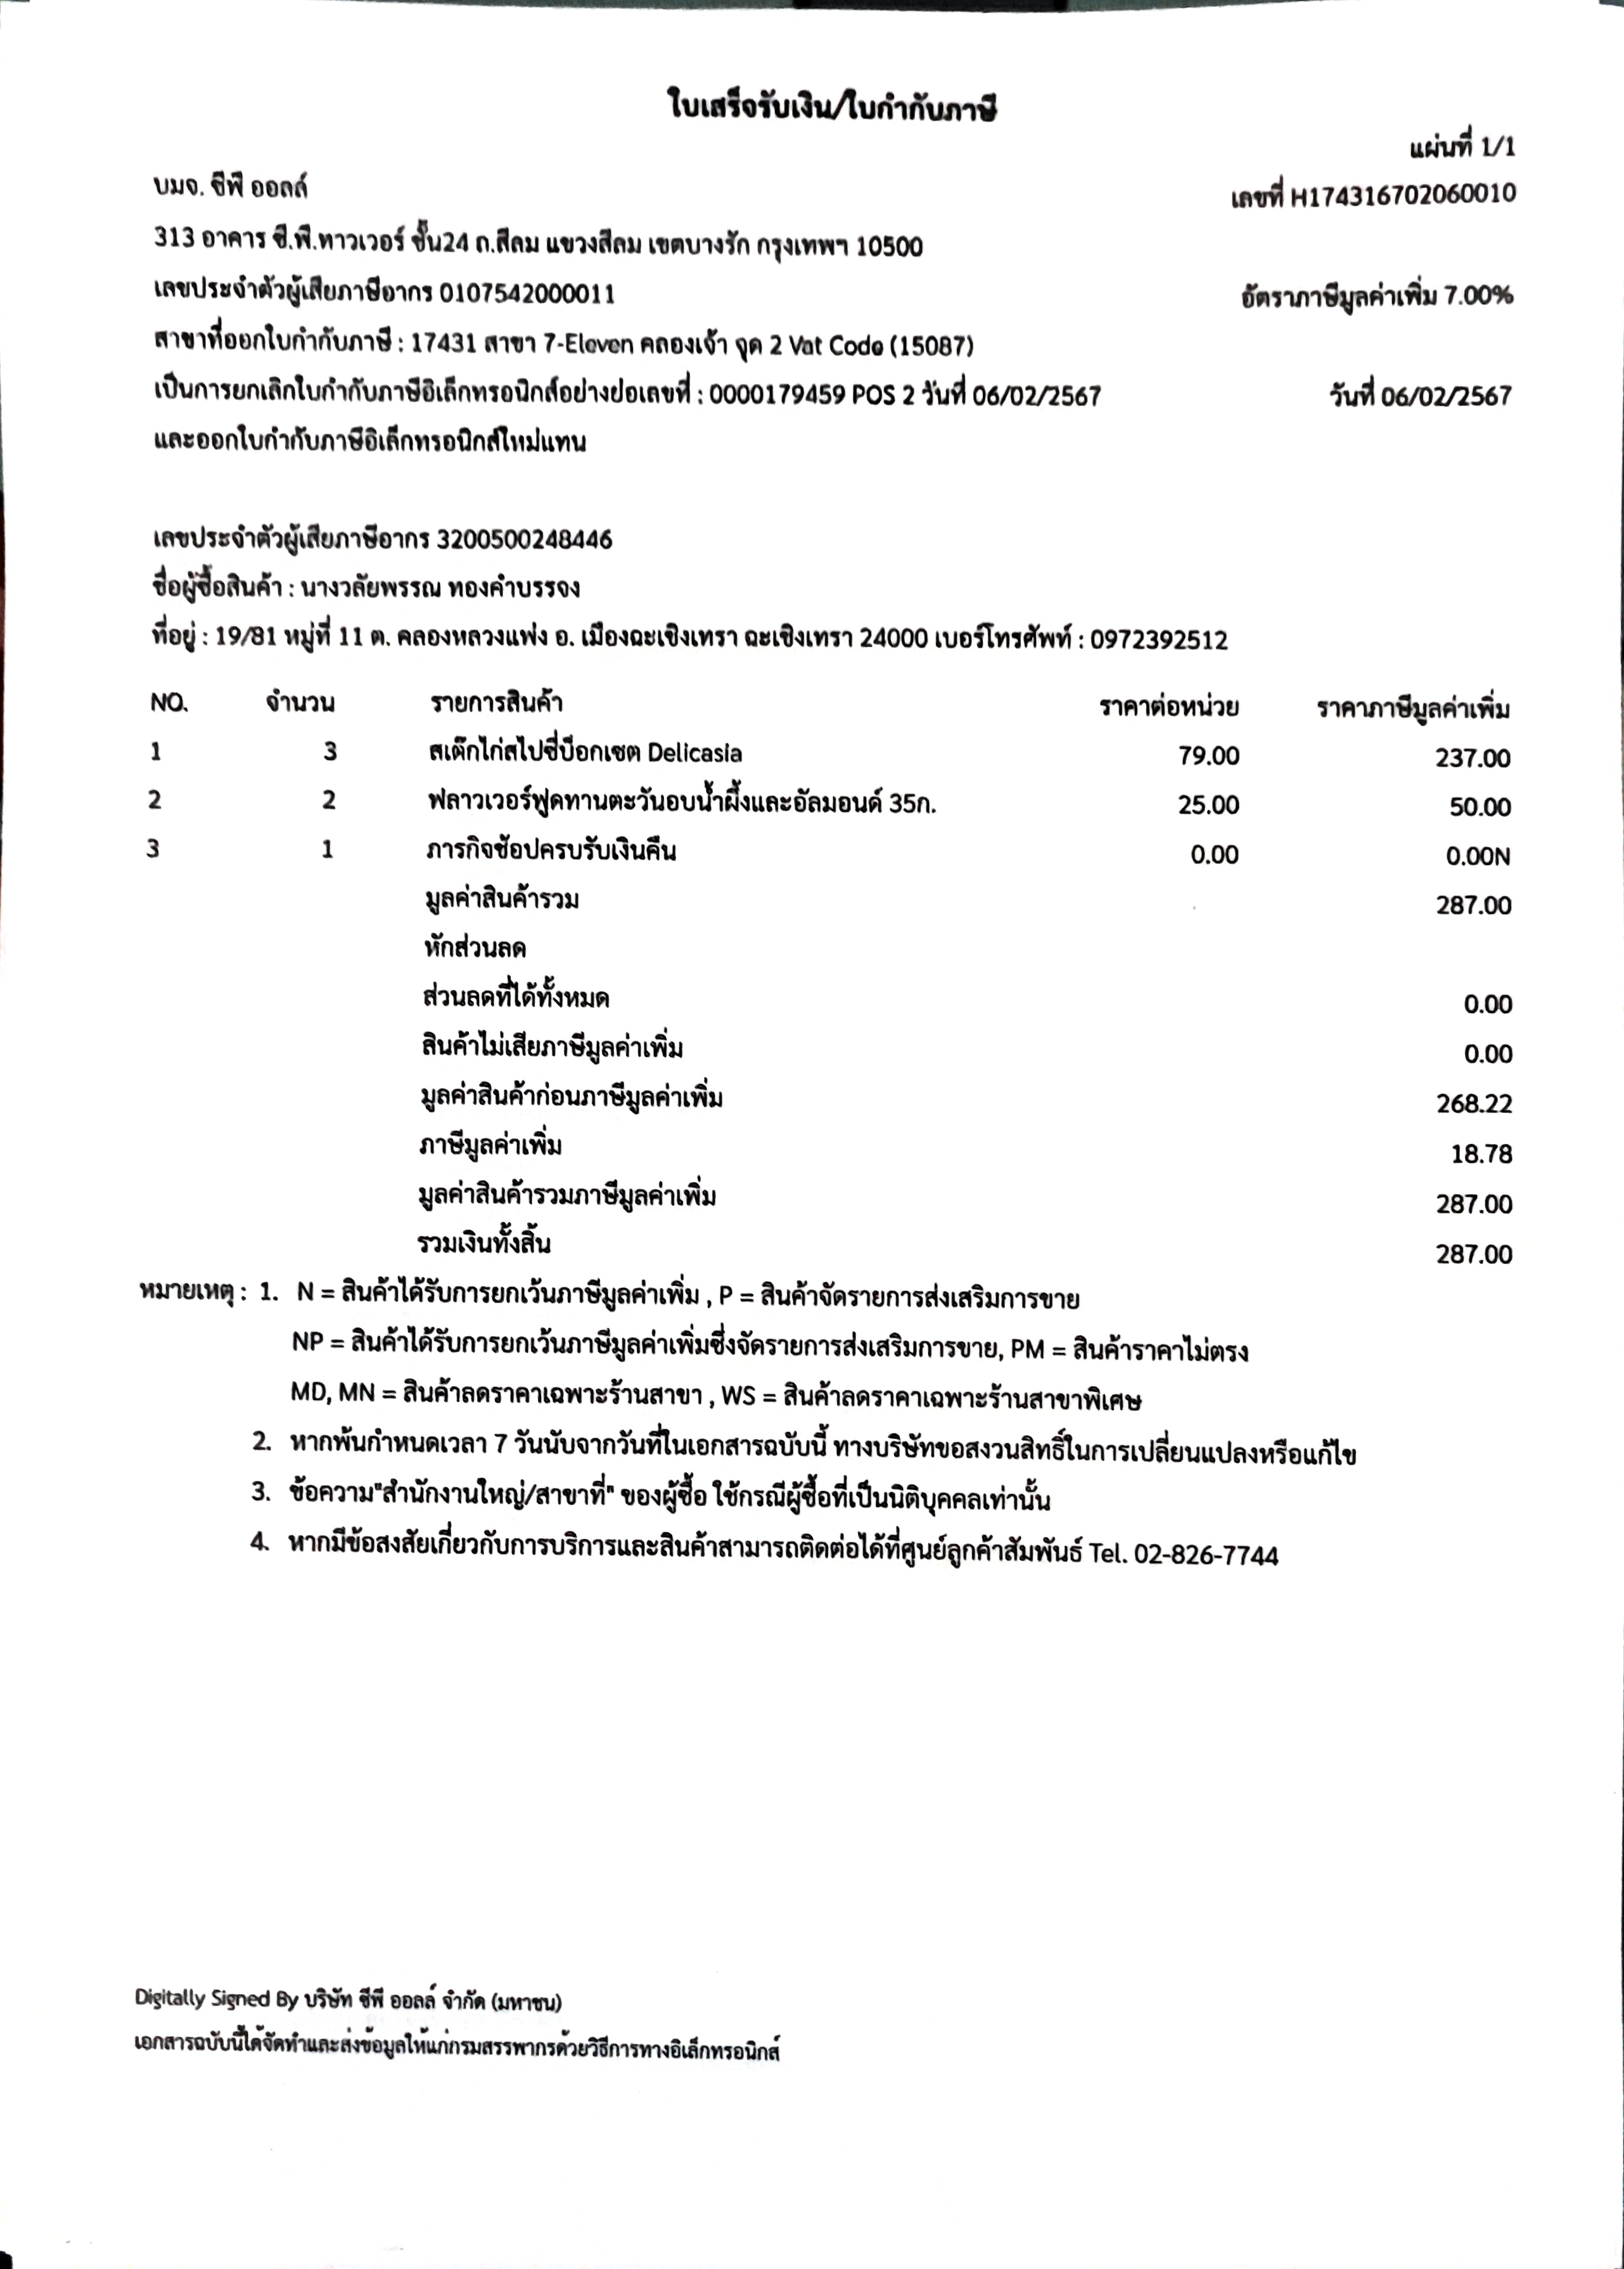 ใบเสร็จรับเงิน/ใบกำกับภาษี
แผ่นที่ 1/1
บมจ. ซีพี ออลล์ เลขที่ H174316702060010
313 อาคาร ซี.พี.ทาวเวอร์ ชั้น24 ถ.สีลม แขวงสีลม เขตบางรัก กรุงเทพฯ 10500
เลขประจำตัวผู้เสียภาษีอากร 0107542000011 อัตราภาษีมูลค่าเพิ่ม 7.00%
สาขาที่ออกใบกำกับภาษี : 17431 สาขา 7-Eleven คลองเจ้า จุด 2 Vat Code (15087)
เป็นการยกเลิกใบกำกับภาษีอิเล็กทรอนิกส์อย่างย่อเลขที่ : 0000179459 POS 2 วันที่ 06/02/2567 วันที่ 06/02/2567
และออกใบกำกับภาษีอิเล็กทรอนิกส์ใหม่แทน
เลขประจำตัวผู้เสียภาษีอากร 3200500248446
ชื่อผู้ซื้อสินค้า : นางวลัยพรรณ ทองคำบรรจง
ที่อยู่ : 19/81 หมู่ที่ 11 ต. คลองหลวงแพ่ง อ. เมืองฉะเชิงเทรา ฉะเชิงเทรา 24000 เบอร์โทรศัพท์ : 0972392512
NO. จำนวน รายการสินค้า ราคาต่อหน่วย ราคาภาษีมูลค่าเพิ่ม
1 3 สเต๊กไก่สไปซี่บ๊อกเซต Delicasia 79.00 237.00
2 2 ฟลาวเวอร์ฟูดทานตะวันอบน้ำผึ้งและอัลมอนด์ 35ก. 25.00 50.00
3 1 ภารกิจช้อปครบรับเงินคืน 0.00 0.00N
มูลค่าสินค้ารวม 287.00
หักส่วนลด
ส่วนลดที่ได้ทั้งหมด 0.00
สินค้าไม่เสียภาษีมูลค่าเพิ่ม 0.00
มูลค่าสินค้าก่อนภาษีมูลค่าเพิ่ม 268.22
ภาษีมูลค่าเพิ่ม 18.78
มูลค่าสินค้ารวมภาษีมูลค่าเพิ่ม 287.00
รวมเงินทั้งสิ้น 287.00
หมายเหตุ : 1. N = สินค้าได้รับการยกเว้นภาษีมูลค่าเพิ่ม , P = สินค้าจัดรายการส่งเสริมการขาย
NP = สินค้าได้รับการยกเว้นภาษีมูลค่าเพิ่มซึ่งจัดรายการส่งเสริมการขาย, PM = สินค้าราคาไม่ตรง
MD, MN = สินค้าลดราคาเฉพาะร้านสาขา , WS = สินค้าลดราคาเฉพาะร้านสาขาพิเศษ
2. หากพ้นกำหนดเวลา 7 วันนับจากวันที่ในเอกสารฉบับนี้ ทางบริษัทขอสงวนสิทธิ์ในการเปลี่ยนแปลงหรือแก้ไข
3. ข้อความ"สำนักงานใหญ่/สาขาที่" ของผู้ซื้อ ใช้กรณีผู้ซื้อที่เป็นนิติบุคคลเท่านั้น
4. หากมีข้อสงสัยเกี่ยวกับการบริการและสินค้าสามารถติดต่อได้ที่ศูนย์ลูกค้าสัมพันธ์ Tel. 02-826-7744
Digitally Signed By บริษัท ซีพี ออลล์ จำกัด (มหาชน)
เอกสารฉบับนี้ได้จัดทำและส่งข้อมูลให้แก่กรมสรรพากรด้วยวิธีการทางอิเล็กทรอนิกส์